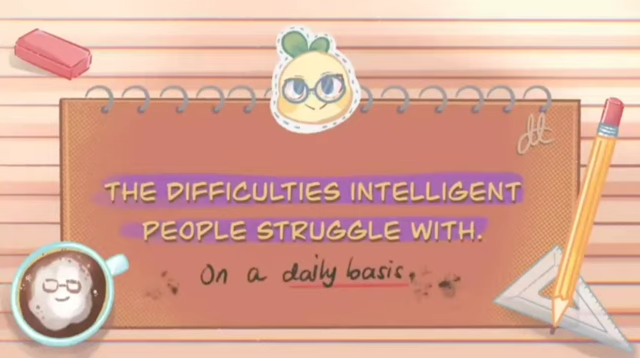 THE DIFFICULTIES INTELLIGENT
PEOPLE STRUGGLE WITH.
On a daily basis.